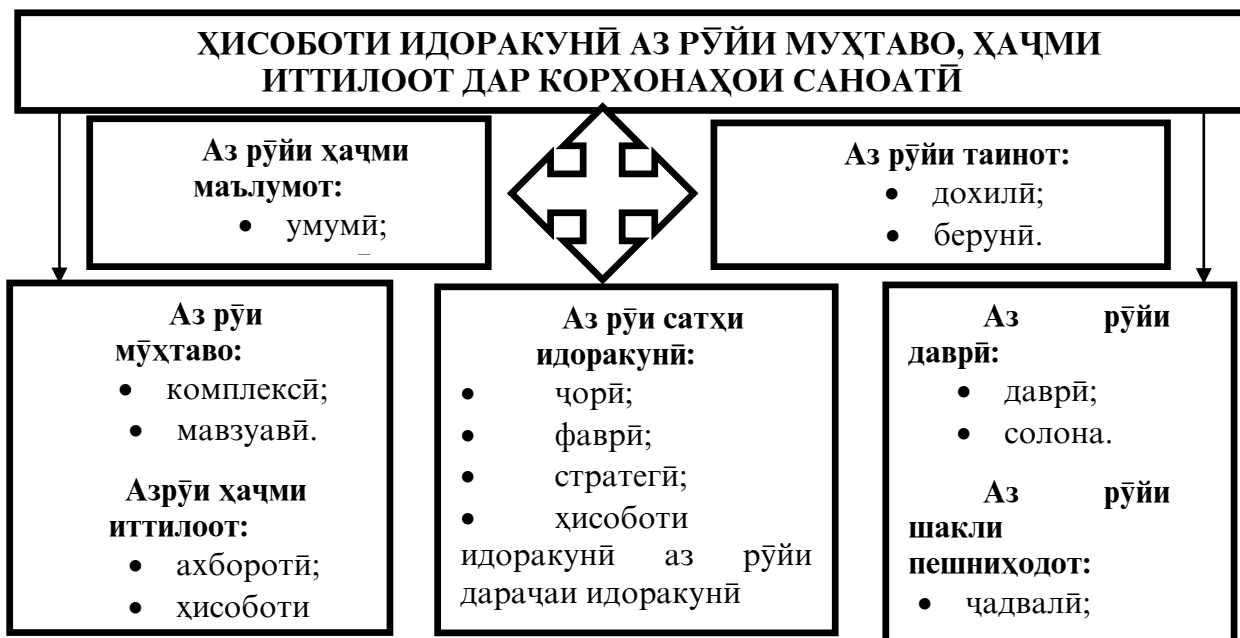 ҲИСОБОТИ ИДОРАКУНӢ АЗ РӮЙИ МУҲТАВО, ҲАҶМИ
ИТТИЛООТ ДАР КОРХОНАҲОИ САНОАТӢ
Аз рӯйи ҳаҷми
маълумот:
• умумӣ;
Аз рӯйи таинот:
• дохилӣ;
• берунӣ.
Аз рӯи
мӯҳтаво:
• комплексӣ;
• мавзуавӣ.
Азрӯи ҳаҷми
иттилоот:
• ахборотӣ;
• ҳисоботи
Аз рӯи сатҳи
идоракунӣ:
• ҷорӣ;
• фаврӣ;
• стратегӣ;
• ҳисоботи
идоракунӣ аз рӯйи
дараҷаи идоракунӣ
Аз рӯйи
даврӣ:
• даврӣ;
• солона.
Аз рӯйи
шакли
пешниҳодот:
• ҷадвалӣ;